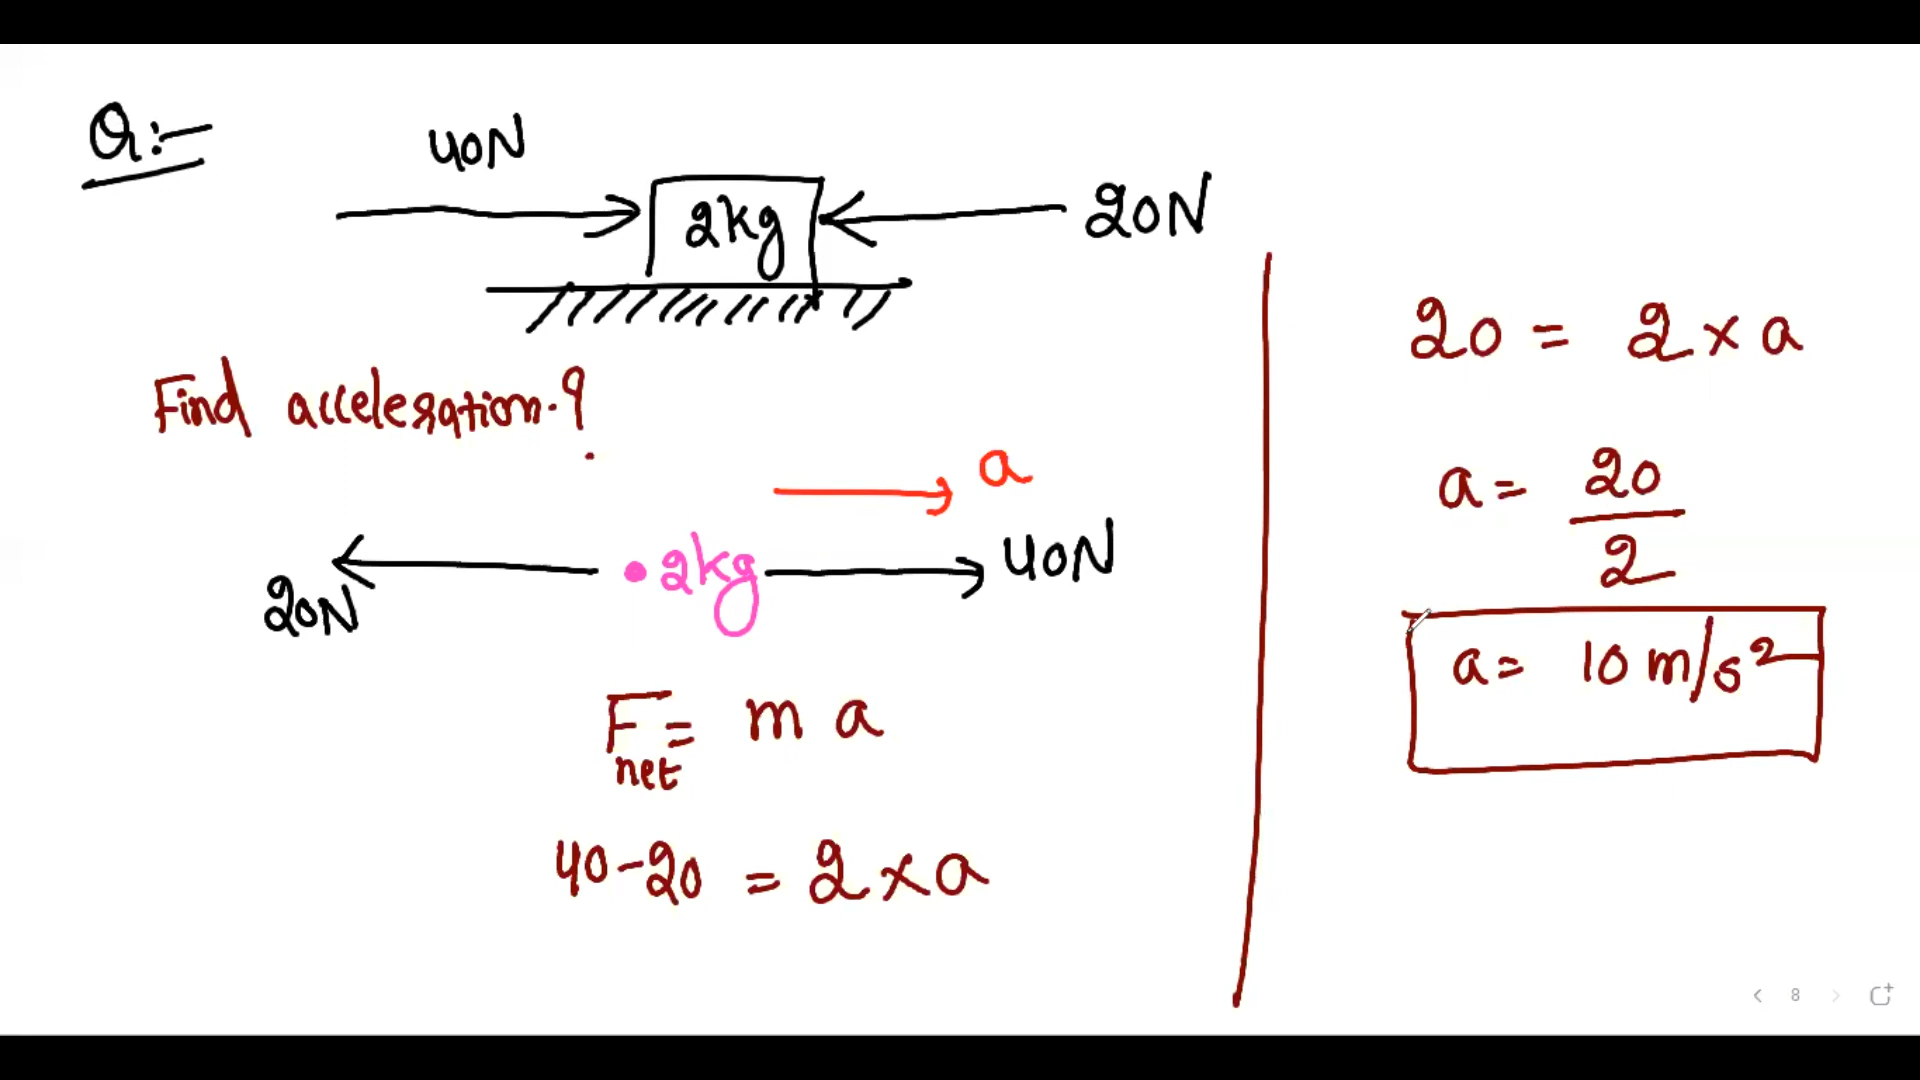 Q:-
40N
2kg
20N
Find acceleration.?
a
20N
2kg
40N
F = m a
net
40-20 = 2×a
20 = 2×a
a = 20
2
a = 10 m/s²
8